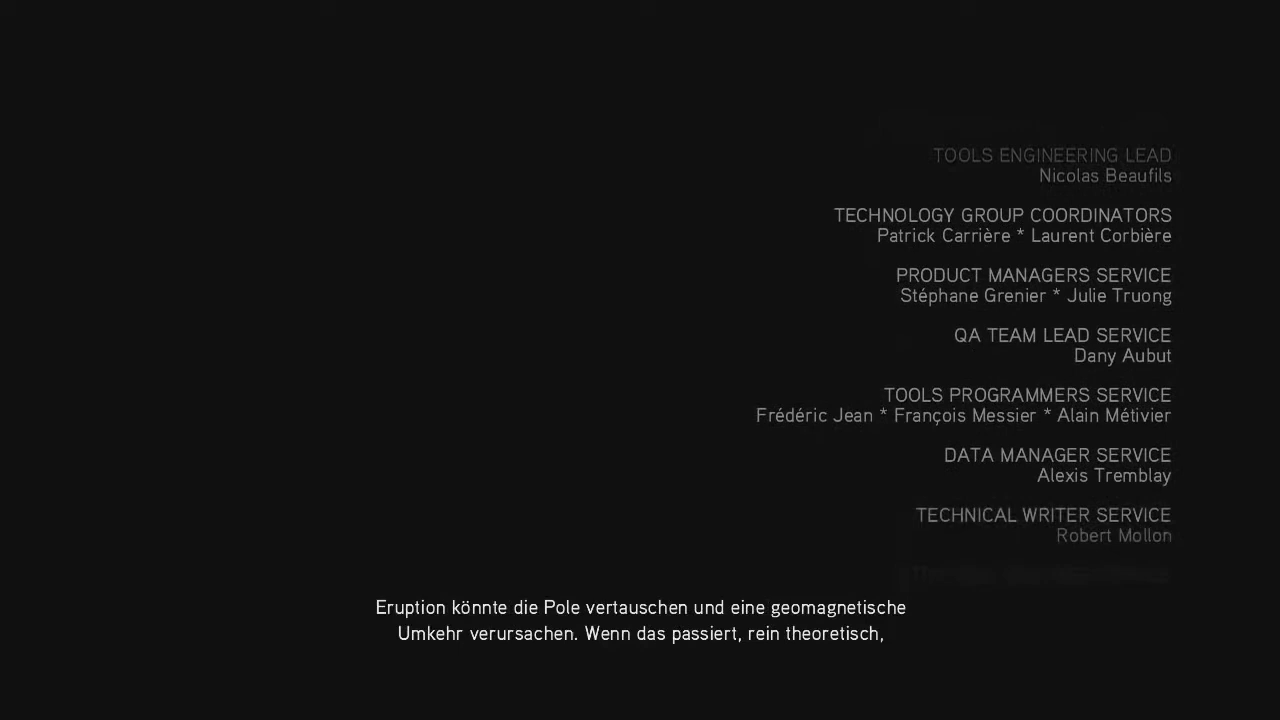 TOOLS ENGINEERING LEAD
Nicolas Beaufils
TECHNOLOGY GROUP COORDINATORS
Patrick Carrière * Laurent Corbière
PRODUCT MANAGERS SERVICE
Stéphane Grenier * Julie Truong
QA TEAM LEAD SERVICE
Dany Aubut
TOOLS PROGRAMMERS SERVICE
Frédéric Jean * François Messier * Alain Métivier
DATA MANAGER SERVICE
Alexis Tremblay
TECHNICAL WRITER SERVICE
Robert Mollon
Eruption könnte die Pole vertauschen und eine geomagnetische
Umkehr verursachen. Wenn das passiert, rein theoretisch,